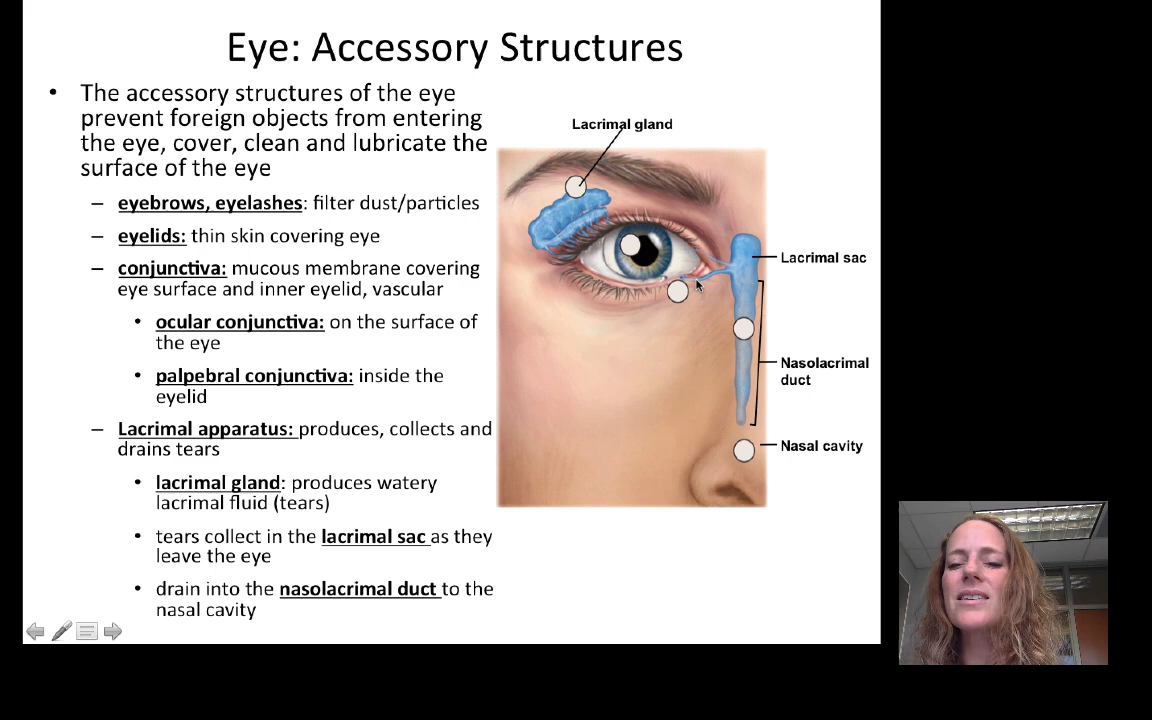 Eye: Accessory Structures
• The accessory structures of the eye
prevent foreign objects from entering
the eye, cover, clean and lubricate the
surface of the eye
– eyebrows, eyelashes: filter dust/particles
– eyelids: thin skin covering eye
– conjunctiva: mucous membrane covering
eye surface and inner eyelid, vascular
• ocular conjunctiva: on the surface of
the eye
• palpebral conjunctiva: inside the
eyelid
– Lacrimal apparatus: produces, collects and
drains tears
• lacrimal gland: produces watery
lacrimal fluid (tears)
• tears collect in the lacrimal sac as they
leave the eye
• drain into the nasolacrimal duct to the
nasal cavity
Lacrimal gland
Lacrimal sac
Nasolacrimal
duct
Nasal cavity